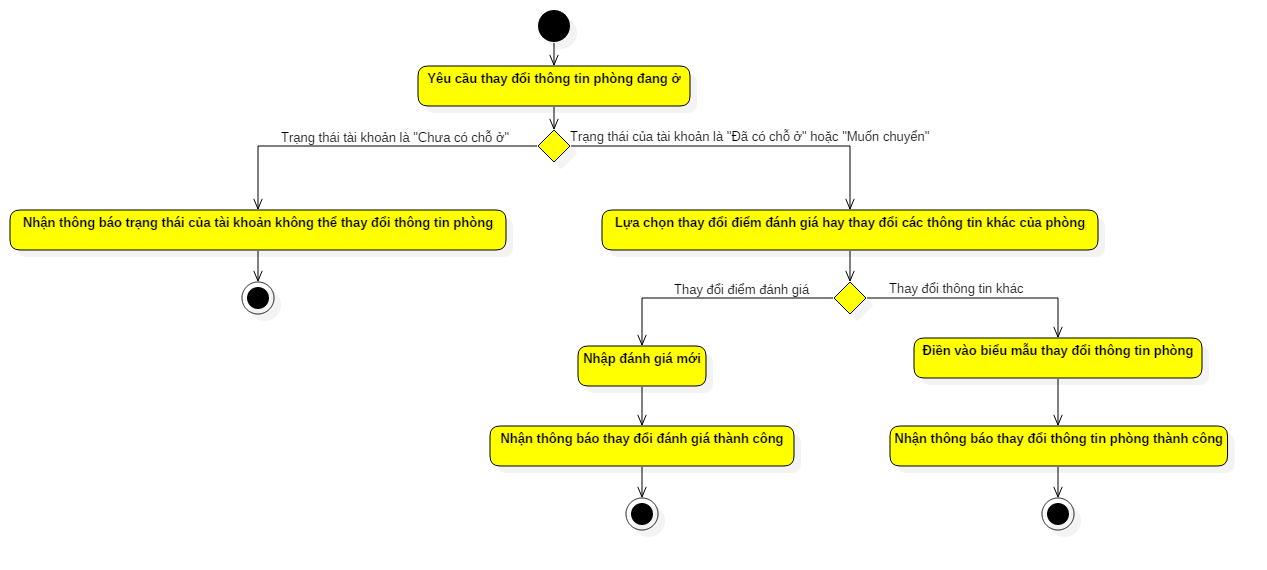 Yêu cầu thay đổi thông tin phòng đang ở
Trạng thái tài khoản là "Chưa có chỗ ở"
Trạng thái của tài khoản là "Đã có chỗ ở" hoặc "Muốn chuyển"
Nhận thông báo trạng thái của tài khoản không thể thay đổi thông tin phòng
Lựa chọn thay đổi điểm đánh giá hay thay đổi các thông tin khác của phòng
Thay đổi điểm đánh giá
Thay đổi thông tin khác
Nhập đánh giá mới
Điền vào biểu mẫu thay đổi thông tin phòng
Nhận thông báo thay đổi đánh giá thành công
Nhận thông báo thay đổi thông tin phòng thành công